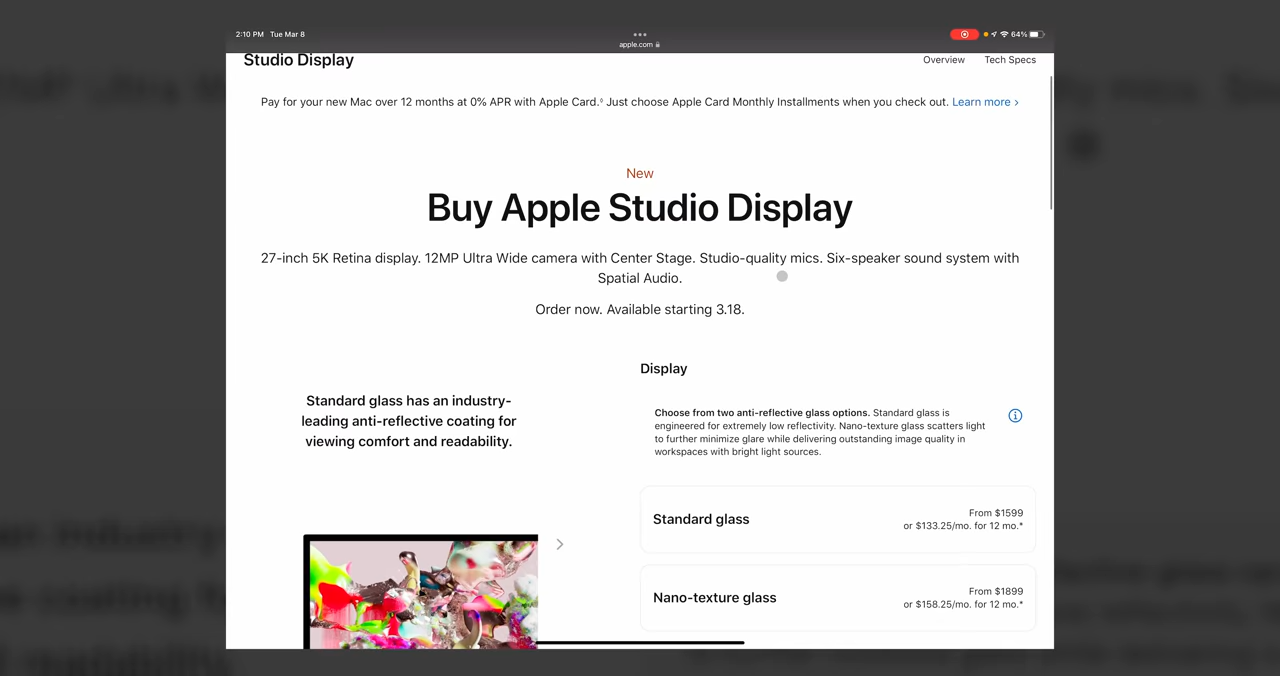 2:10 PM Tue Mar 8
apple.com
64%
Studio Display
Overview
Tech Specs
Pay for your new Mac over 12 months at 0% APR with Apple Card.◊ Just choose Apple Card Monthly Installments when you check out. Learn more >
New
Buy Apple Studio Display
27-inch 5K Retina display. 12MP Ultra Wide camera with Center Stage. Studio-quality mics. Six-speaker sound system with
Spatial Audio.
Order now. Available starting 3.18.
Standard glass has an industry-
leading anti-reflective coating for
viewing comfort and readability.
Display
Choose from two anti-reflective glass options. Standard glass is
engineered for extremely low reflectivity. Nano-texture glass scatters light
to further minimize glare while delivering outstanding image quality in
workspaces with bright light sources.
Standard glass
From $1599
or $133.25/mo. for 12 mo.*
Nano-texture glass
From $1899
or $158.25/mo. for 12 mo.*